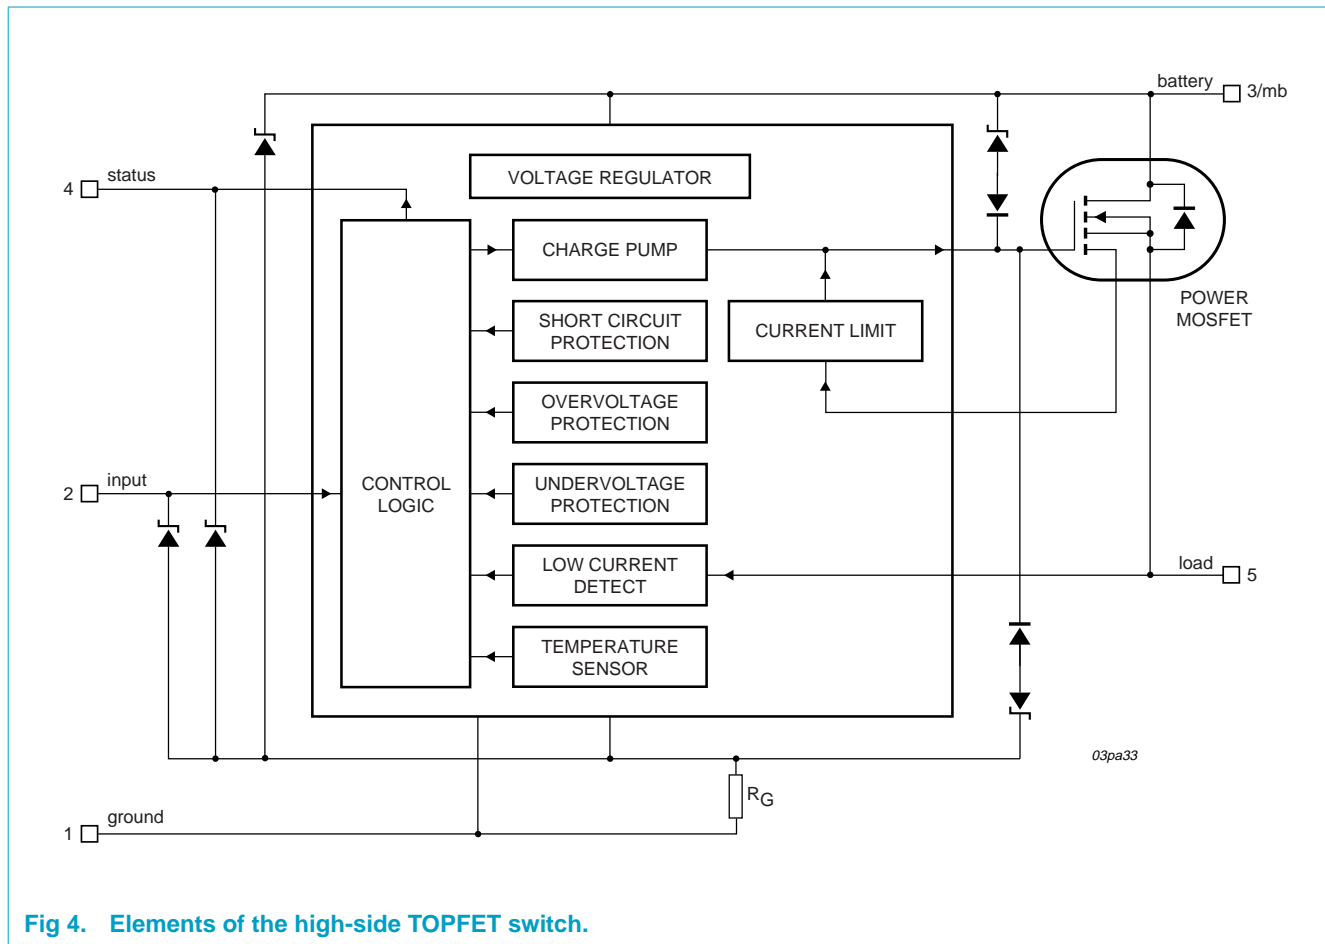 battery
3/mb
4
status
VOLTAGE REGULATOR
CHARGE PUMP
POWER
MOSFET
SHORT CIRCUIT
PROTECTION
CURRENT LIMIT
OVERVOLTAGE
PROTECTION
2
input
CONTROL
LOGIC
UNDERVOLTAGE
PROTECTION
LOW CURRENT
DETECT
load
5
TEMPERATURE
SENSOR
03pa33
RG
1
ground
Fig 4. Elements of the high-side TOPFET switch.